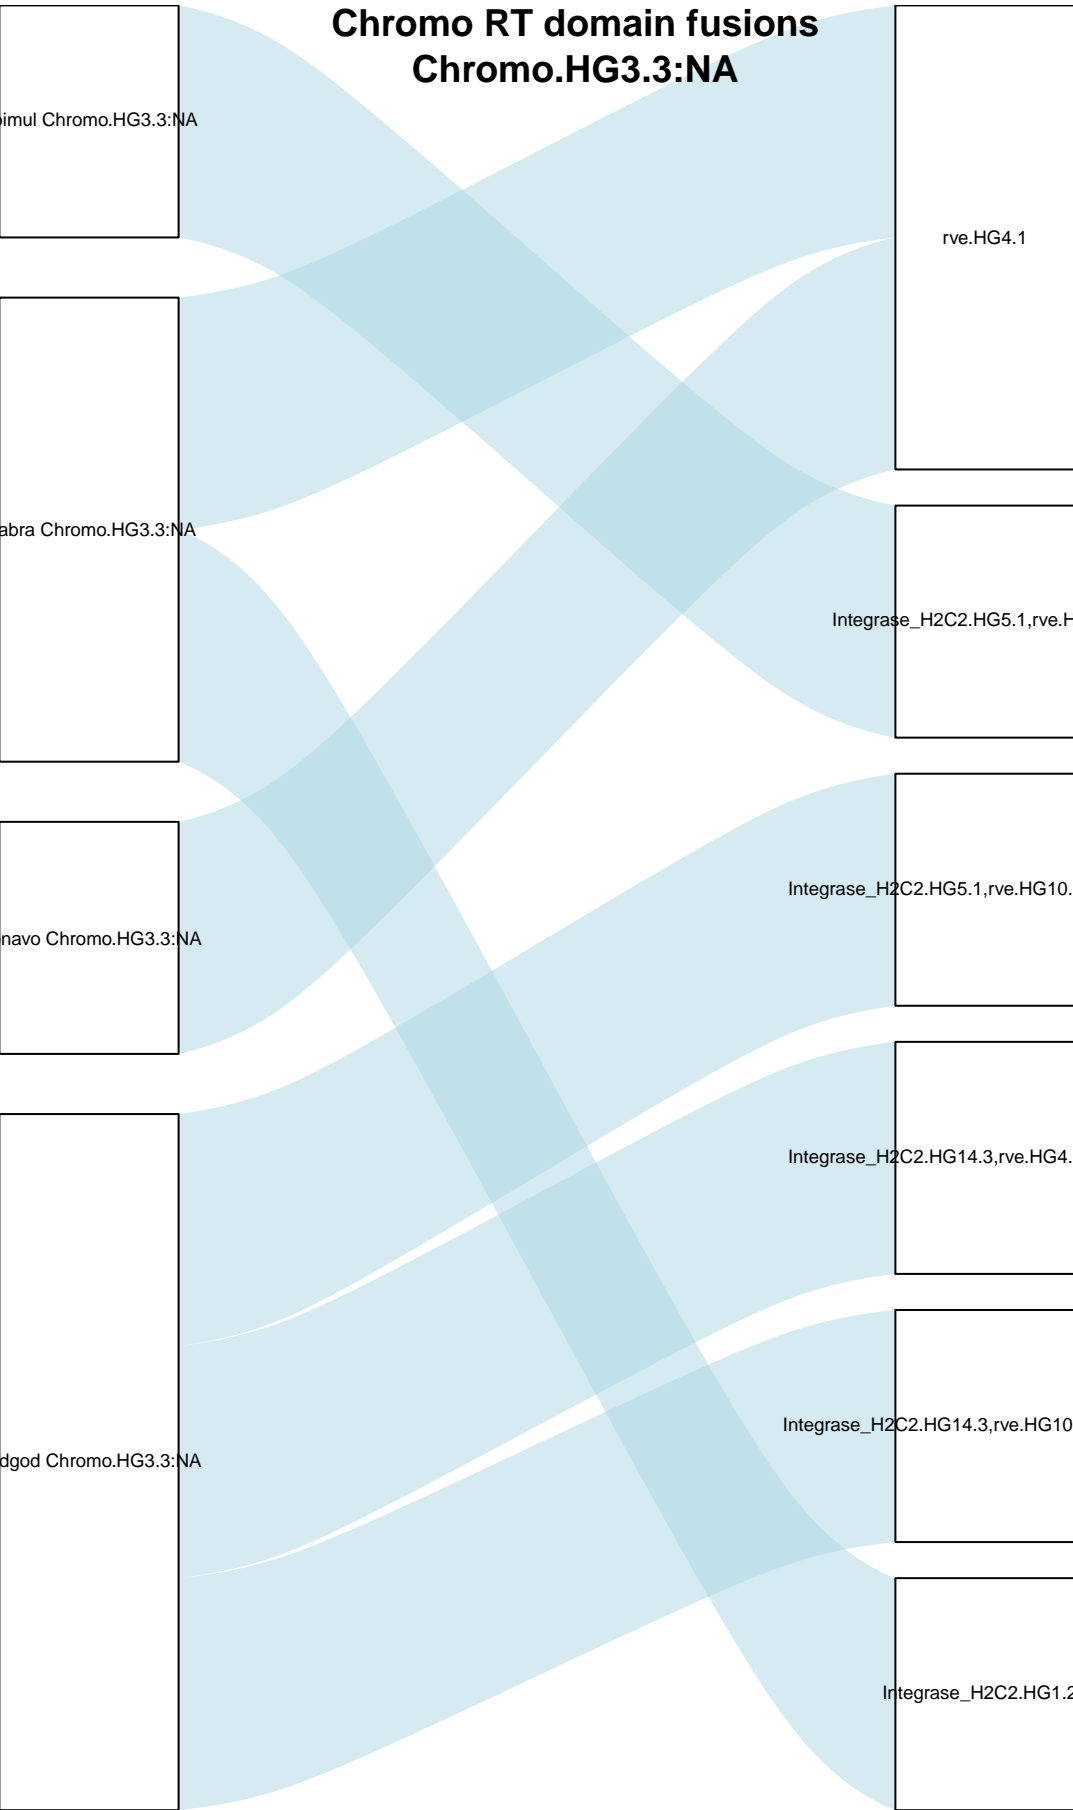 Chromo RT domain fusions
Chromo.HG3.3:NA
imul Chromo.HG3.3:NA
rve.HG4.1
abra Chromo.HG3.3:NA
Integrase_H2C2.HG5.1,rve.H
Integrase_H2C2.HG5.1,rve.HG10.
navo Chromo.HG3.3:NA
Integrase_H2C2.HG14.3,rve.HG4.
Integrase_H2C2.HG14.3,rve.HG10
dgod Chromo.HG3.3:NA
Integrase_H2C2.HG1.2